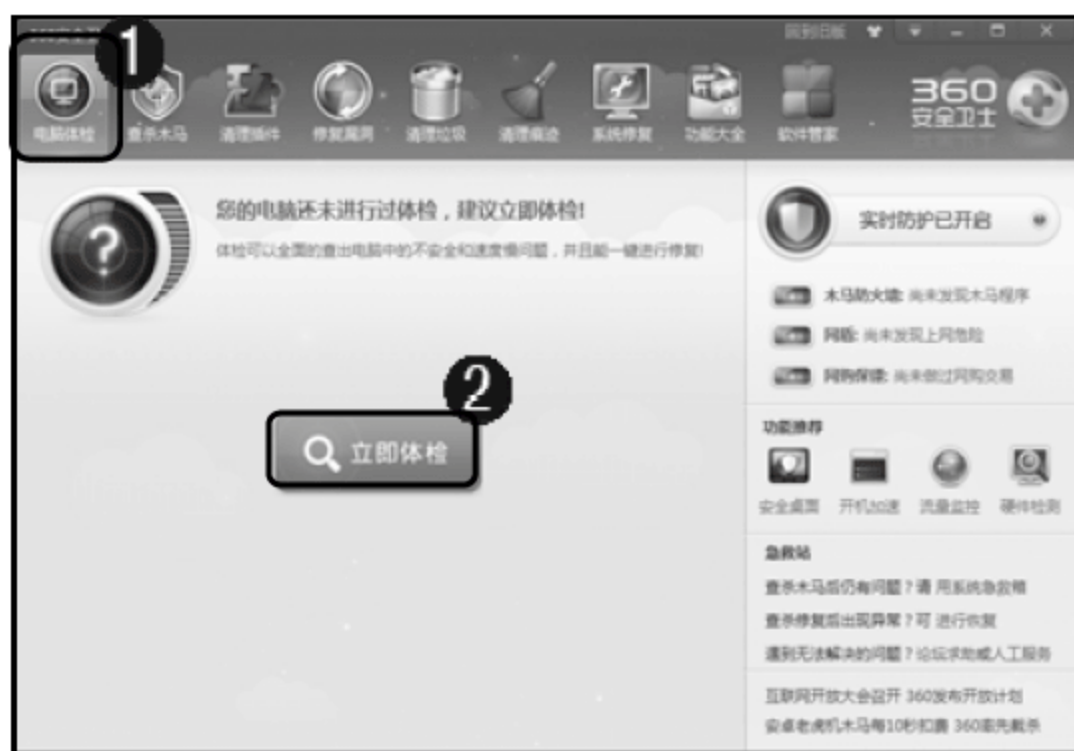 360安全卫
1
回到旧版
电脑体检
查杀木马
清理插件
修复漏洞
清理垃圾
清理痕迹
系统修复
功能大全
软件管家
360
安全卫士
您的电脑还未进行过体检，建议立即体检!
体检可以全面的查出电脑中的不安全和速度慢问题，并且能一键进行修复!
2
立即体检
实时防护已开启
木马防火墙: 尚未发现木马程序
网盾: 尚未发现上网危险
网购保镖: 尚未做过网购交易
功能推荐
安全桌面
开机加速
流量监控
硬件检测
急救站
查杀木马后仍有问题？请 用系统急救箱
查杀修复后出现异常？可 进行恢复
遇到无法解决的问题？论坛求助或人工服务
互联网开放大会召开 360发布开放计划
安卓老虎机木马每10秒扣费 360率先截杀